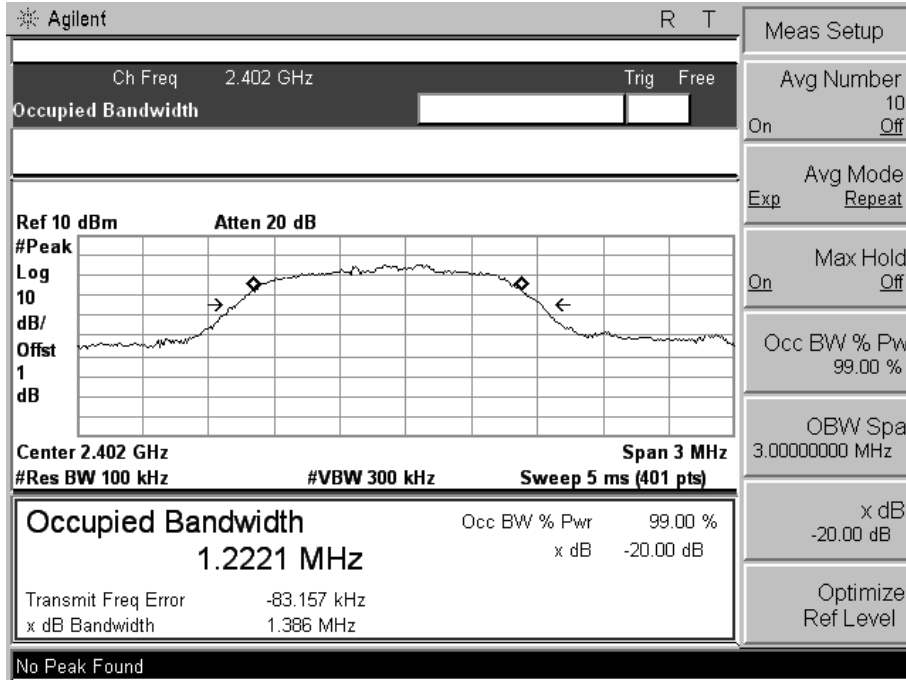 Agilent R T
Ch Freq 2.402 GHz Trig Free
Occupied Bandwidth
Ref 10 dBm Atten 20 dB
#Peak
Log
10
dB/
Offst
1
dB
Center 2.402 GHz Span 3 MHz
#Res BW 100 kHz #VBW 300 kHz Sweep 5 ms (401 pts)
Occupied Bandwidth
1.2221 MHz
Occ BW % Pwr 99.00 %
x dB -20.00 dB
Transmit Freq Error -83.157 kHz
x dB Bandwidth 1.386 MHz
No Peak Found
Meas Setup
Avg Number
10
On Off
Avg Mode
Exp Repeat
Max Hold
On Off
Occ BW % Pw
99.00 %
OBW Spa
3.00000000 MHz
x dB
-20.00 dB
Optimize
Ref Level